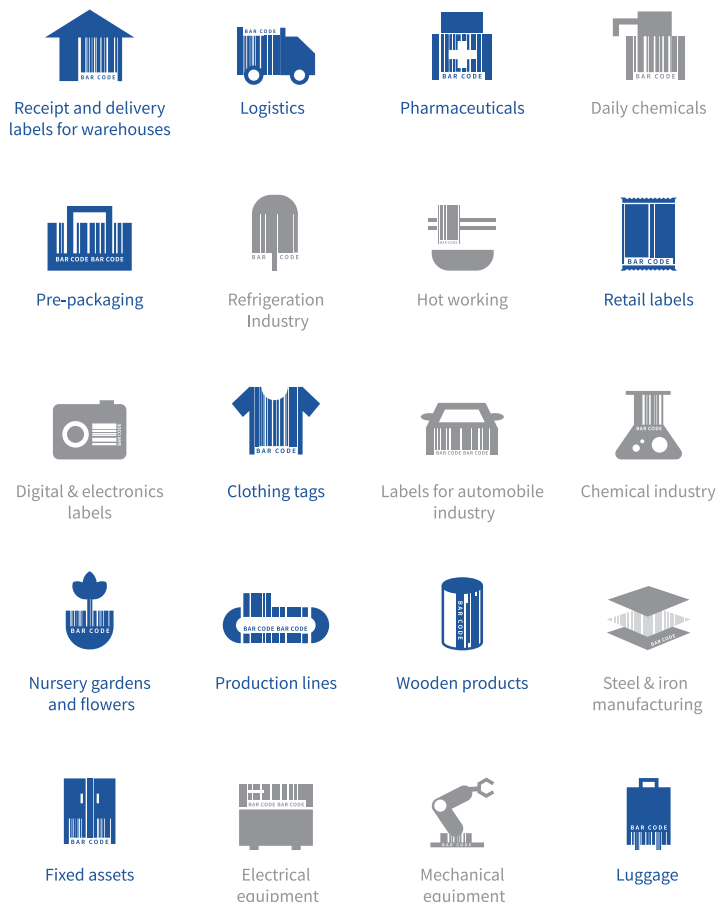 BAR CODE
Receipt and delivery
labels for warehouses
BAR CODE
Logistics
BAR CODE
Pharmaceuticals
BAR CODE
Daily chemicals
BAR CODE BAR CODE
Pre-packaging
BAR CODE
Refrigeration
Industry
BAR CODE
Hot working
BAR CODE
Retail labels
BARCODE
Digital & electronics
labels
BAR CODE
Clothing tags
BAR CODE BAR CODE
Labels for automobile
industry
BAR CODE
Chemical industry
BAR CODE
Nursery gardens
and flowers
BAR CODE BAR CODE
Production lines
BAR CODE
Wooden products
BAR CODE
Steel & iron
manufacturing
BAR CODE
Fixed assets
BAR CODE BAR CODE
Electrical
equipment
BAR CODE
Mechanical
equipment
BAR CODE
Luggage